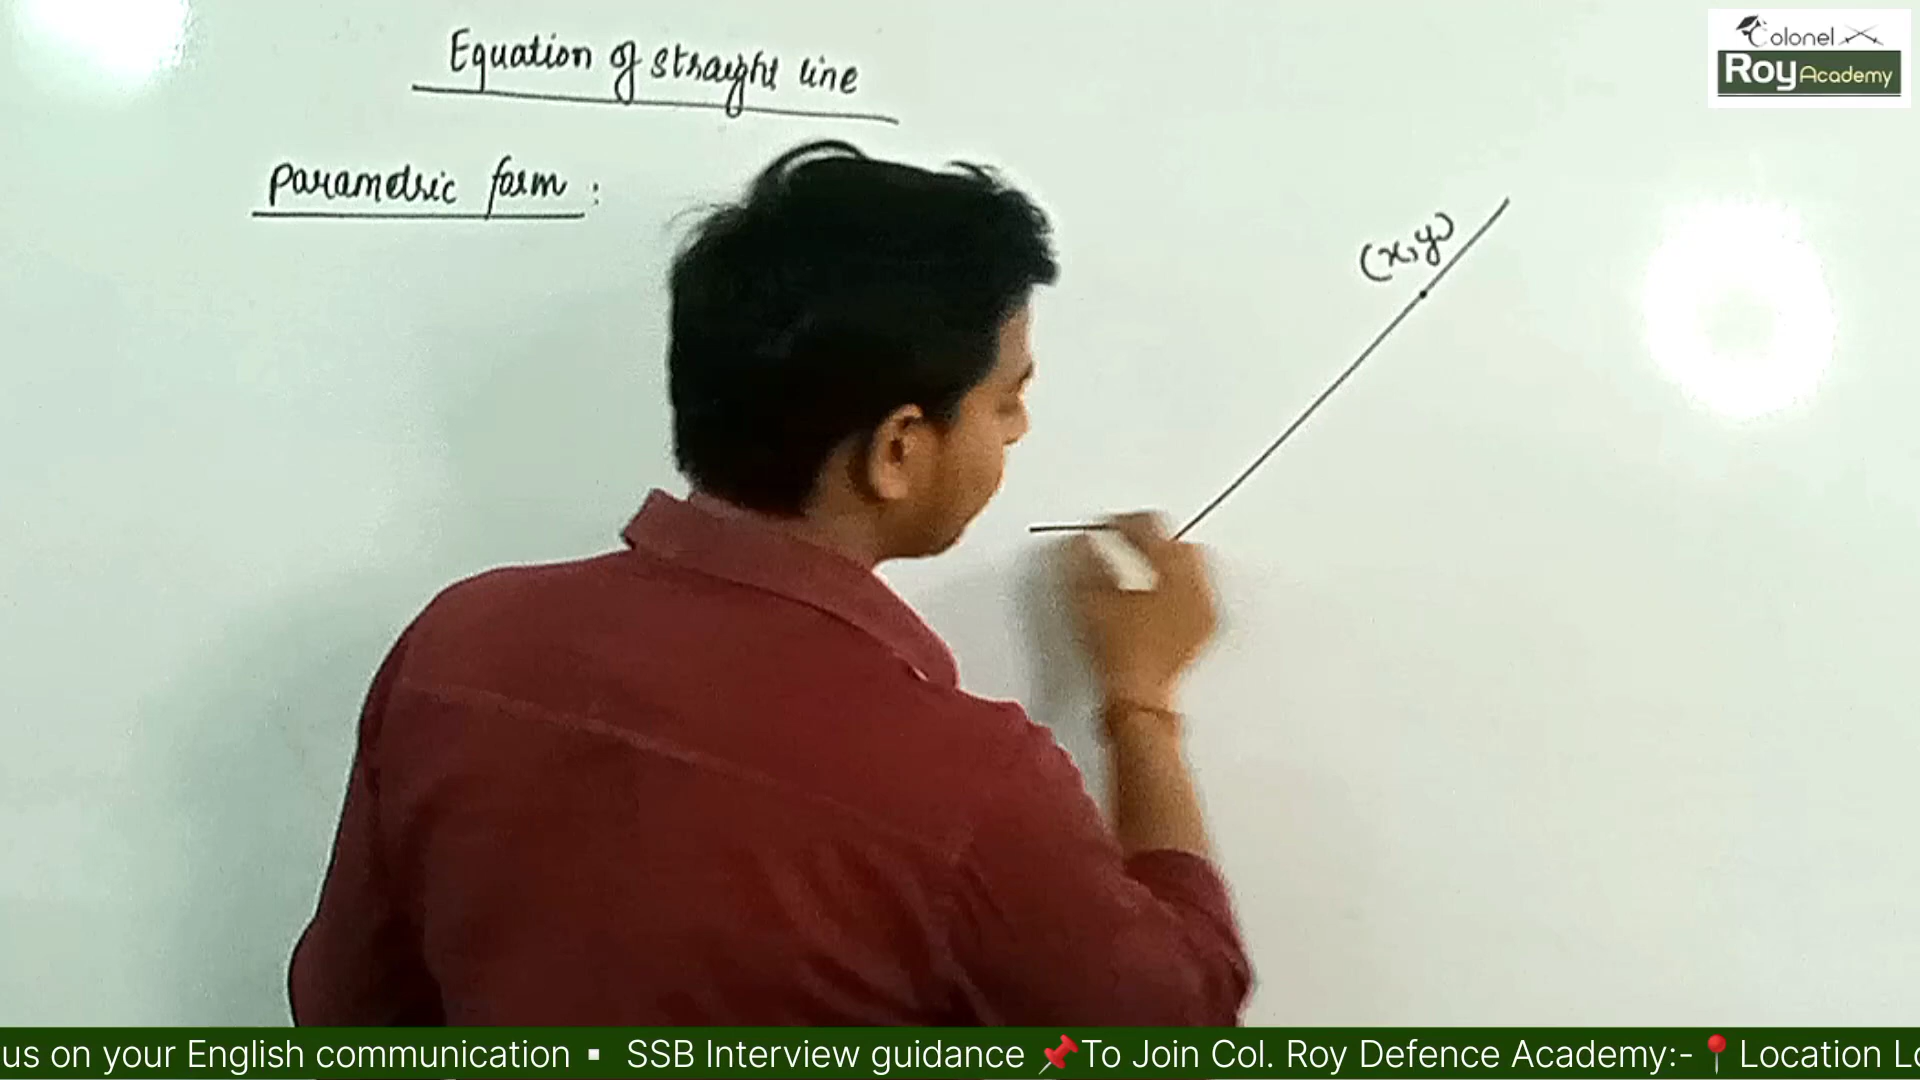 Equation of straight line
parametric form :
(x,y)
Colonel
Roy Academy
us on your English communication ▪ SSB Interview guidance 📌To Join Col. Roy Defence Academy:-📍Location